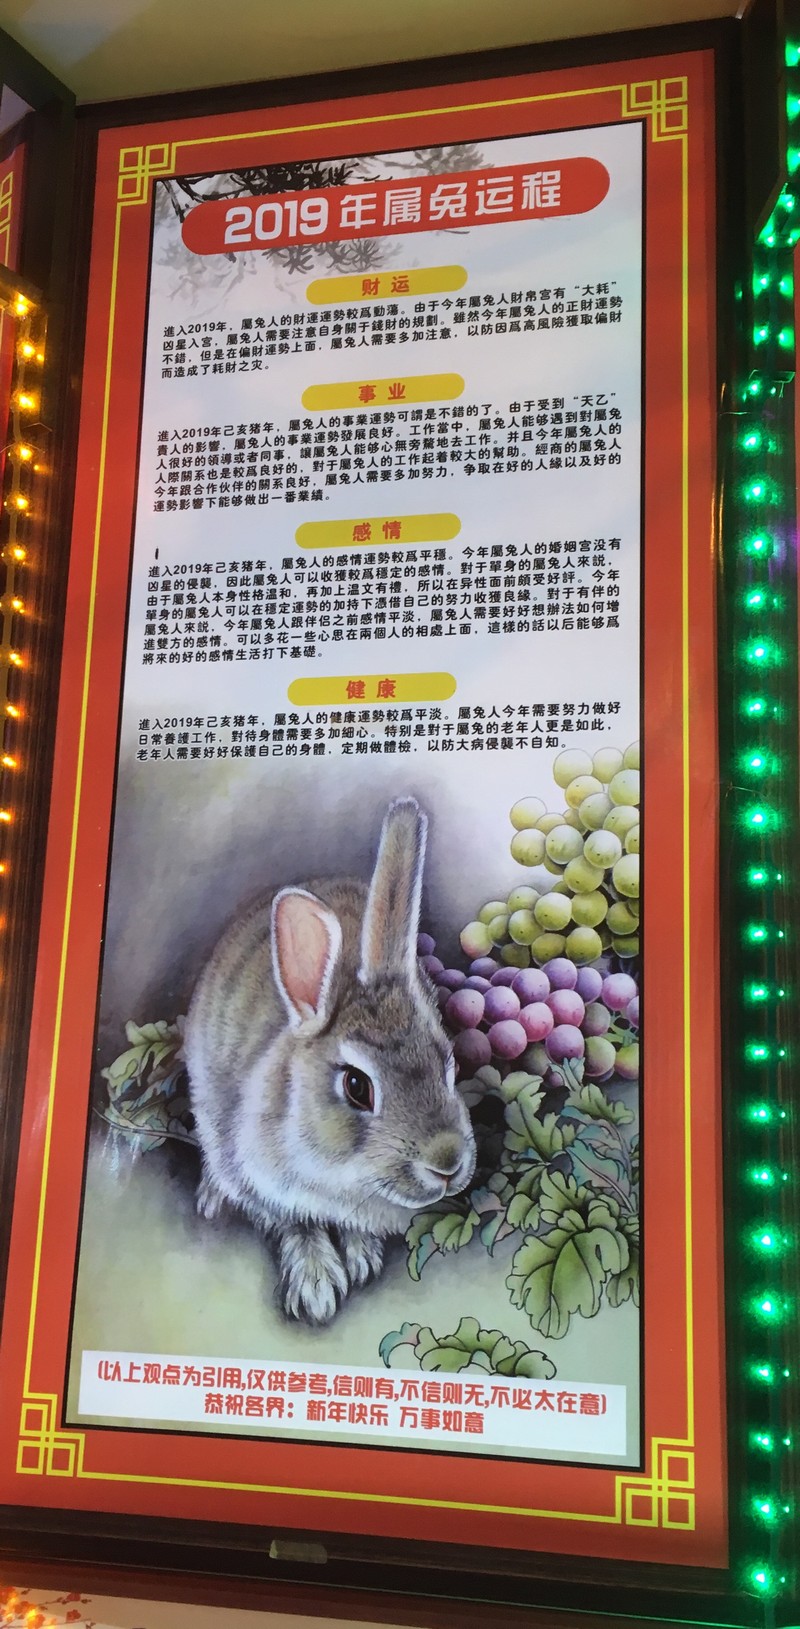 2019年属兔运程
财运
進入2019年，屬兔人的財運運勢較爲動蕩。由于今年屬兔人財帛宫有“大耗”
凶星入宫，屬兔人需要注意自身關于錢財的規劃。雖然今年屬兔人的正財運勢
不錯，但是在偏財運勢上面，屬兔人需要多加注意，以防因爲高風險獲取偏財
而造成了耗財之灾。
事业
進入2019年己亥猪年，屬兔人的事業運勢可謂是不錯的了。由于受到“天乙”
貴人的影響，屬兔人的事業運勢發展良好。工作當中，屬兔人能够遇到對屬兔
人很好的領導或者同事，讓屬兔人能够心無旁騖地去工作。并且今年屬兔人的
人際關系也是較爲良好的，對于屬兔人的工作起着較大的幫助。經商的屬兔人
今年跟合作伙伴的關系良好，屬兔人需要多加努力，争取在好的人緣以及好的
運勢影響下能够做出一番業績。
感情
進入2019年己亥猪年，屬兔人的感情運勢較爲平穩。今年屬兔人的婚姻宫没有
凶星的侵襲，因此屬兔人可以收獲較爲穩定的感情。對于單身的屬兔人來説，
由于屬兔人本身性格温和，再加上温文有禮，所以在异性面前頗受好評。今年
單身的屬兔人可以在穩定運勢的加持下憑借自己的努力收獲良緣。對于有伴的
屬兔人來説，今年屬兔人跟伴侣之前感情平淡，屬兔人需要好好想辦法如何增
進雙方的感情。可以多花一些心思在兩個人的相處上面，這樣的話以后能够爲
將來的好的感情生活打下基礎。
健康
進入2019年己亥猪年，屬兔人的健康運勢較爲平淡。屬兔人今年需要努力做好
日常養護工作，對待身體需要多加細心。特别是對于屬兔的老年人更是如此，
老年人需要好好保護自己的身體，定期做體檢，以防大病侵襲不自知。
(以上观点为引用,仅供参考,信则有,不信则无,不必太在意)
恭祝各界：新年快乐 万事如意